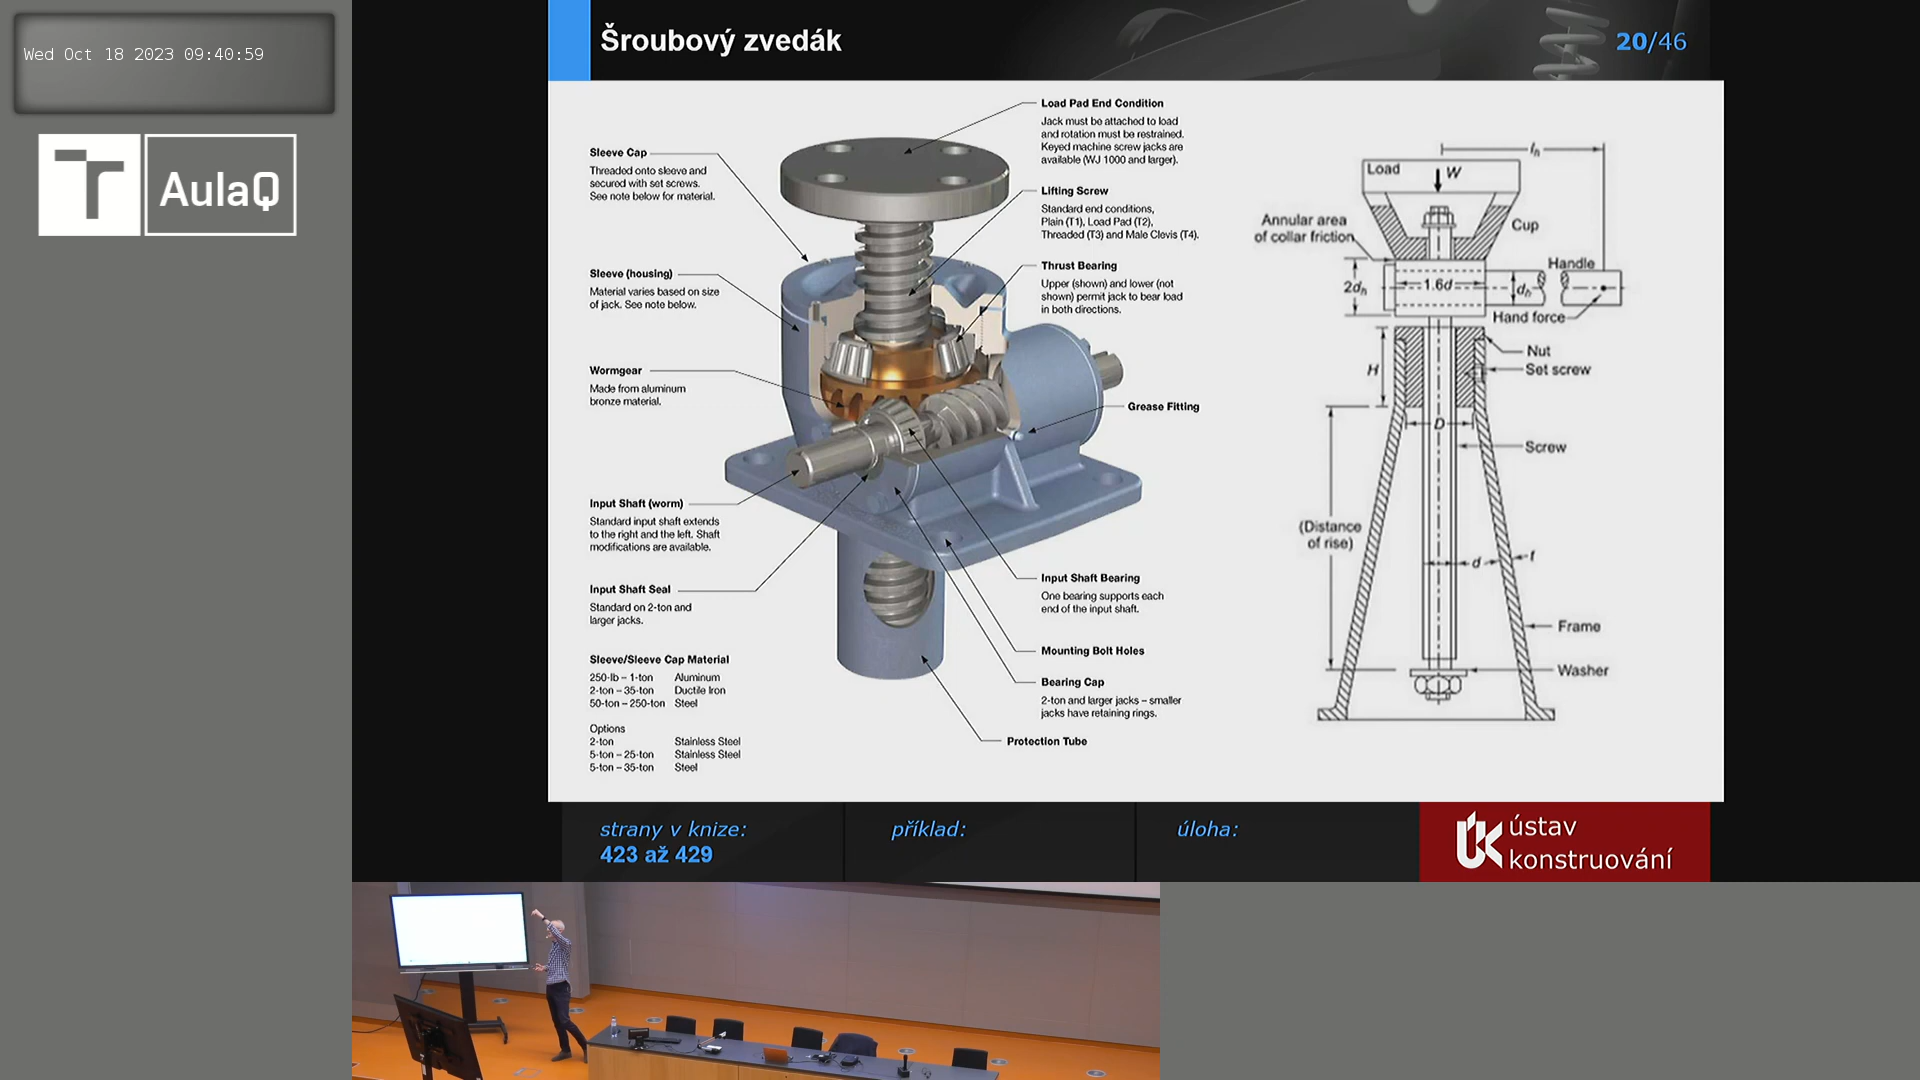 Wed Oct 18 2023 09:40:59
AulaQ
Šroubový zvedák
20/46
Sleeve Cap
Threaded onto sleeve and
secured with set screws.
See note below for material.
Sleeve (housing)
Material varies based on size
of jack. See note below.
Wormgear
Made from aluminum
bronze material.
Input Shaft (worm)
Standard input shaft extends
to the right and the left. Shaft
modifications are available.
Input Shaft Seal
Standard on 2-ton and
larger jacks.
Sleeve/Sleeve Cap Material
250-lb – 1-ton Aluminum
2-ton – 35-ton Ductile Iron
50-ton – 250-ton Steel
Options
2-ton Stainless Steel
5-ton – 25-ton Stainless Steel
5-ton – 35-ton Steel
Load Pad End Condition
Jack must be attached to load
and rotation must be restrained.
Keyed machine screw jacks are
available (WJ 1000 and larger).
Lifting Screw
Standard end conditions,
Plain (T1), Load Pad (T2),
Threaded (T3) and Male Clevis (T4).
Thrust Bearing
Upper (shown) and lower (not
shown) permit jack to bear load
in both directions.
Grease Fitting
Input Shaft Bearing
One bearing supports each
end of the input shaft.
Mounting Bolt Holes
Bearing Cap
2-ton and larger jacks – smaller
jacks have retaining rings.
Protection Tube
lh
Load
W
Annular area
of collar friction
Cup
Handle
2dh
1.6d
dh
Hand force
Nut
H
Set screw
D
Screw
(Distance
of rise)
d
t
Frame
Washer
strany v knize:
423 až 429
příklad:
úloha:
ústav
konstruování